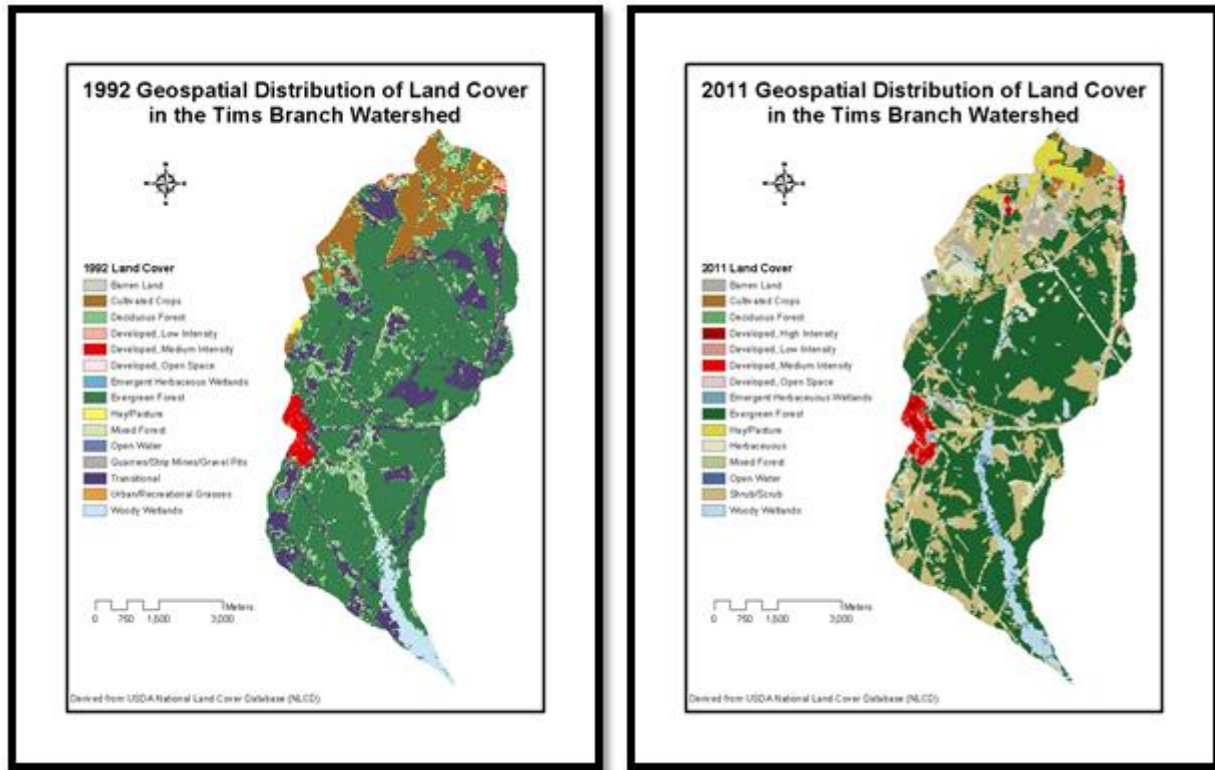 1992 Geospatial Distribution of Land Cover
in the Tims Branch Watershed
1992 Land Cover
Barren Land
Cultivated Crops
Deciduous Forest
Developed, Low Intensity
Developed, Medium Intensity
Developed, Open Space
Emergent Herbaceous Wetlands
Evergreen Forest
Hay/Pasture
Mixed Forest
Open Water
Quarries/Strip Mines/Gravel Pits
Transitional
Urban/Recreational Grasses
Woody Wetlands
Meters
0 750 1,500 3,000
Derived from USDA National Land Cover Database (NLCD)
2011 Geospatial Distribution of Land Cover
in the Tims Branch Watershed
2011 Land Cover
Barren Land
Cultivated Crops
Deciduous Forest
Developed, High Intensity
Developed, Low Intensity
Developed, Medium Intensity
Developed, Open Space
Emergent Herbaceous Wetlands
Evergreen Forest
Hay/Pasture
Herbaceous
Mixed Forest
Open Water
Shrub/Scrub
Woody Wetlands
Meters
0 750 1,500 3,000
Derived from USDA National Land Cover Database (NLCD)